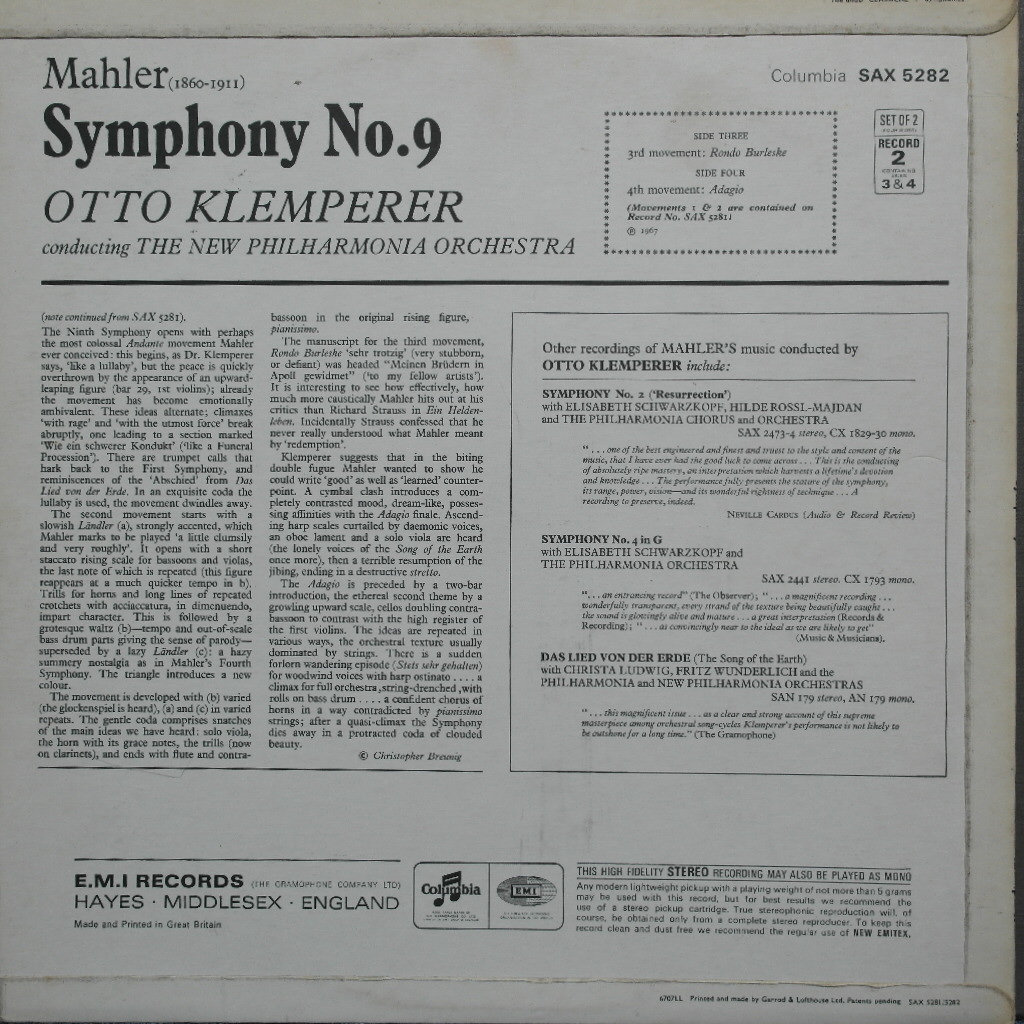 Mahler (1860-1911)
Columbia SAX 5282
Symphony No. 9
OTTO KLEMPERER
conducting THE NEW PHILHARMONIA ORCHESTRA
SIDE THREE
3rd movement: Rondo Burleske
SIDE FOUR
4th movement: Adagio
(Movements 1 & 2 are contained on
Record No. SAX 5281)
℗ 1967
SET OF 2
RECORD
2
3 & 4
(note continued from SAX 5281).
The Ninth Symphony opens with perhaps
the most colossal Andante movement Mahler
ever conceived: this begins, as Dr. Klemperer
says, 'like a lullaby', but the peace is quickly
overthrown by the appearance of an upward-
leaping figure (bar 29, 1st violins); already
the movement has become emotionally
ambivalent. These ideas alternate; climaxes
'with rage' and 'with the utmost force' break
abruptly, one leading to a section marked
'Wie ein schwerer Kondukt' ('like a Funeral
Procession'). There are trumpet calls that
hark back to the First Symphony, and
reminiscences of the 'Abschied' from Das
Lied von der Erde. In an exquisite coda the
lullaby is used, the movement dwindles away.
The second movement starts with a
slowish Ländler (a), strongly accented, which
Mahler marks to be played 'a little clumsily
and very roughly'. It opens with a short
staccato rising scale for bassoons and violas,
the last note of which is repeated (this figure
reappears at a much quicker tempo in b).
Trills for horns and long lines of repeated
crotchets with acciaccatura, in dimenuendo,
impart character. This is followed by a
grotesque waltz (b)—tempo and out-of-scale
bass drum parts giving the sense of parody—
superseded by a lazy Ländler (c): a hazy
summery nostalgia as in Mahler's Fourth
Symphony. The triangle introduces a new
colour.
The movement is developed with (b) varied
(the glockenspiel is heard), (a) and (c) in varied
repeats. The gentle coda comprises snatches
of the main ideas we have heard: solo viola,
the horn with its grace notes, the trills (now
on clarinets), and ends with flute and contra-
bassoon in the original rising figure,
pianissimo.
The manuscript for the third movement,
Rondo Burleske 'sehr trotzig' (very stubborn,
or defiant) was headed "Meinen Brüdern in
Apoll gewidmet" ('to my fellow artists').
It is interesting to see how effectively, how
much more caustically Mahler hits out at his
critics than Richard Strauss in Ein Helden-
leben. Incidentally Strauss confessed that he
never really understood what Mahler meant
by 'redemption'.
Klemperer suggests that in the biting
double fugue Mahler wanted to show he
could write 'good' as well as 'learned' counter-
point. A cymbal clash introduces a com-
pletely contrasted mood, dream-like, posses-
sing affinities with the Adagio finale. Ascend-
ing harp scales curtailed by daemonic voices,
an oboe lament and a solo viola are heard
(the lonely voices of the Song of the Earth
once more), then a terrible resumption of the
jibing, ending in a destructive stretto.
The Adagio is preceded by a two-bar
introduction, the ethereal second theme by a
growling upward scale, cellos doubling contra-
bassoon to contrast with the high register of
the first violins. The ideas are repeated in
various ways, the orchestral texture usually
dominated by strings. There is a sudden
forlorn wandering episode (Stets sehr gehalten)
for woodwind voices with harp ostinato . . . . a
climax for full orchestra, string-drenched, with
rolls on bass drum . . . . a confident chorus of
horns in a way contradicted by pianissimo
strings; after a quasi-climax the Symphony
dies away in a protracted coda of clouded
beauty.
© Christopher Breunig
Other recordings of MAHLER'S music conducted by
OTTO KLEMPERER include:
SYMPHONY No. 2 ('Resurrection')
with ELISABETH SCHWARZKOPF, HILDE ROSSL-MAJDAN
and THE PHILHARMONIA CHORUS and ORCHESTRA
SAX 2473-4 stereo, CX 1829-30 mono.
". . . one of the best engineered and finest and truest to the style and content of the
music, that I have ever had the good luck to come across . . . This is the conducting
of absolutely ripe mastery, an interpretation which harvests a lifetime's devotion
and knowledge . . . The performance fully presents the stature of the symphony,
its range, power, vision—and its wonderful rightness of technique . . . A
recording to preserve, indeed.
NEVILLE CARDUS (Audio & Record Review)
SYMPHONY No. 4 in G
with ELISABETH SCHWARZKOPF and
THE PHILHARMONIA ORCHESTRA
SAX 2441 stereo. CX 1793 mono.
". . . an entrancing record" (The Observer); ". . . a magnificent recording . . .
wonderfully transparent, every strand of the texture being beautifully caught . . .
the sound is glowingly alive and mature . . . a great interpretation (Records &
Recording); ". . . as convincingly near to the ideal as we are likely to get"
(Music & Musicians).
DAS LIED VON DER ERDE (The Song of the Earth)
with CHRISTA LUDWIG, FRITZ WUNDERLICH and the
PHILHARMONIA and NEW PHILHARMONIA ORCHESTRAS
SAN 179 stereo, AN 179 mono.
". . . this magnificent issue . . . as a clear and strong account of this supreme
masterpiece among orchestral song-cycles Klemperer's performance is not likely to
be outshone for a long time." (The Gramophone)
E.M.I RECORDS (THE GRAMOPHONE COMPANY LTD)
HAYES · MIDDLESEX · ENGLAND
Made and Printed in Great Britain
Columbia
EMI
THIS HIGH FIDELITY STEREO RECORDING MAY ALSO BE PLAYED AS MONO
Any modern lightweight pickup with a playing weight of not more than 5 grams
may be used with this record, but for best results we recommend the
use of a stereo pickup cartridge. True stereophonic reproduction will, of
course, be obtained only from a complete stereo reproducer. To keep this
record clean and dust free we recommend the regular use of NEW EMITEX.
6707LL Printed and made by Garrod & Lofthouse Ltd. Patents pending SAX 5281/5282